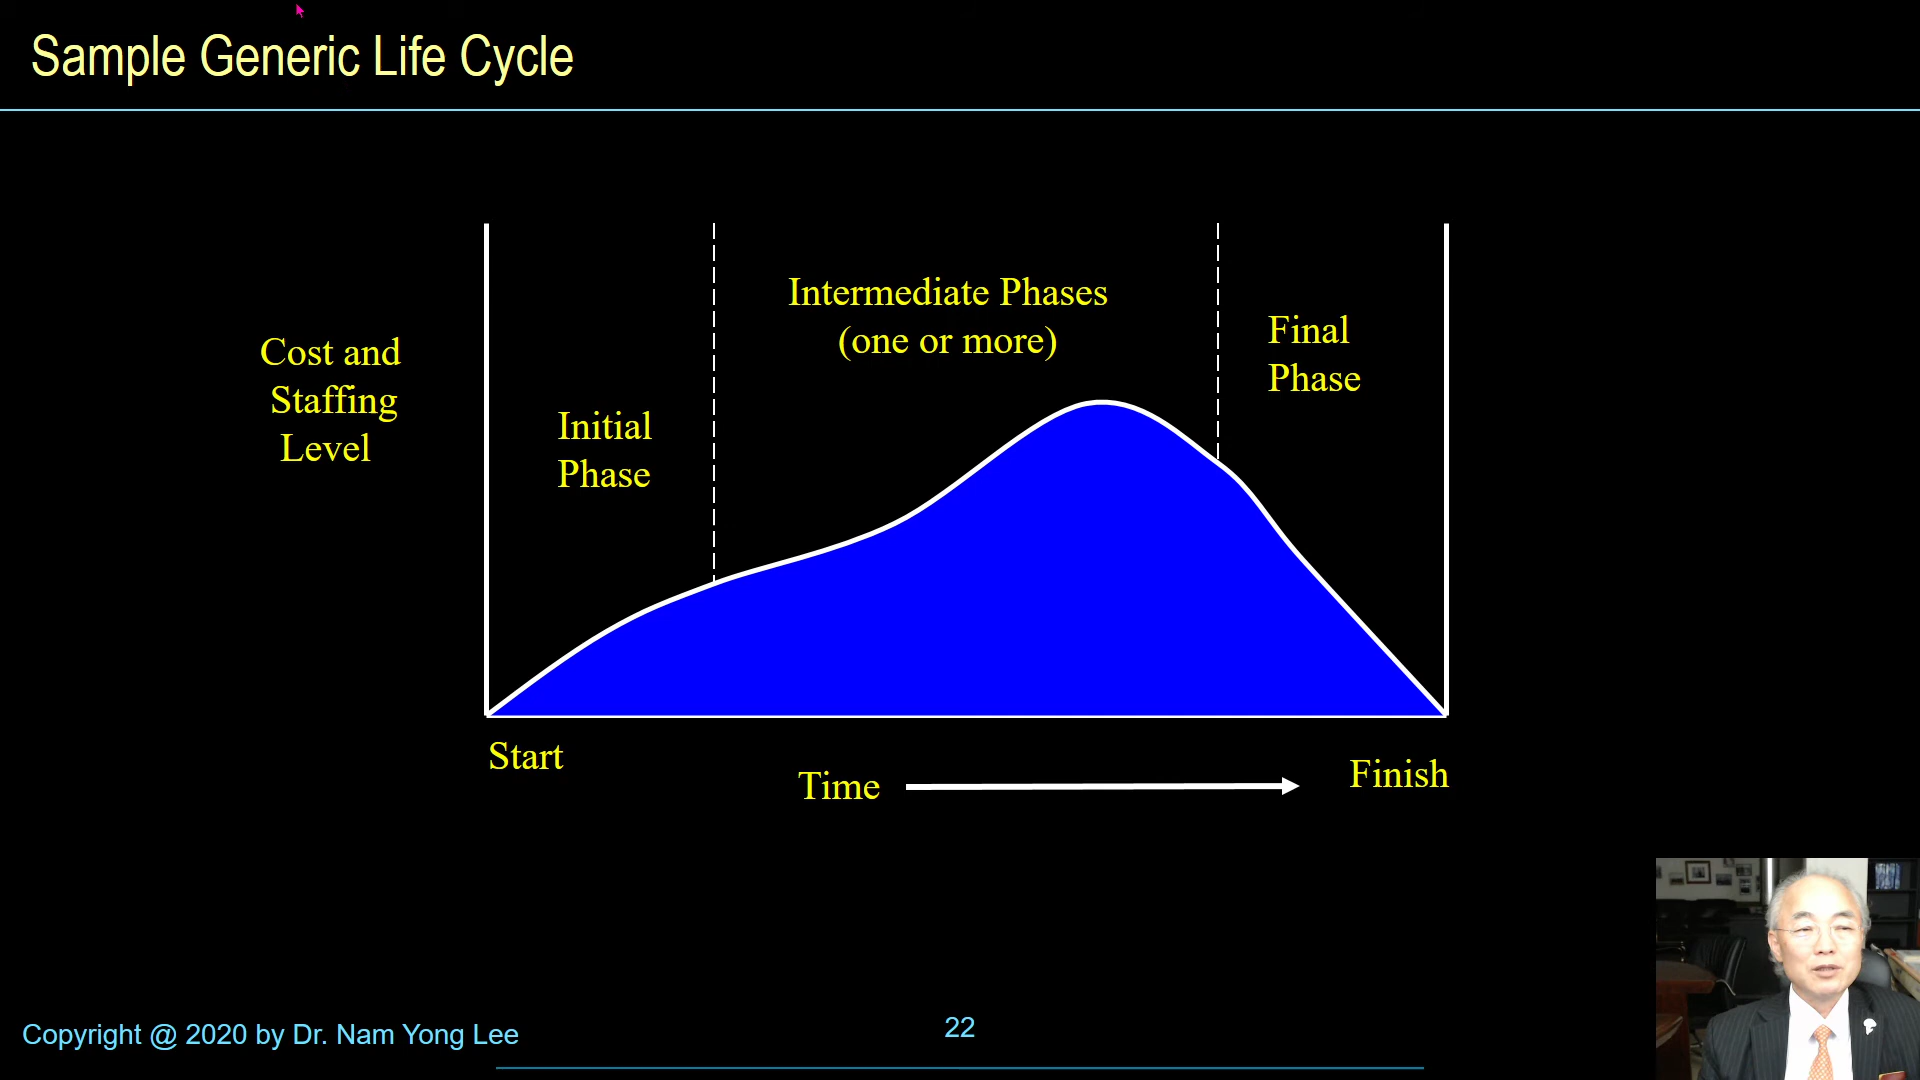 Sample Generic Life Cycle
Cost and
Staffing
Level
Initial
Phase
Intermediate Phases
(one or more)
Final
Phase
Start
Time
Finish
Copyright @ 2020 by Dr. Nam Yong Lee
22